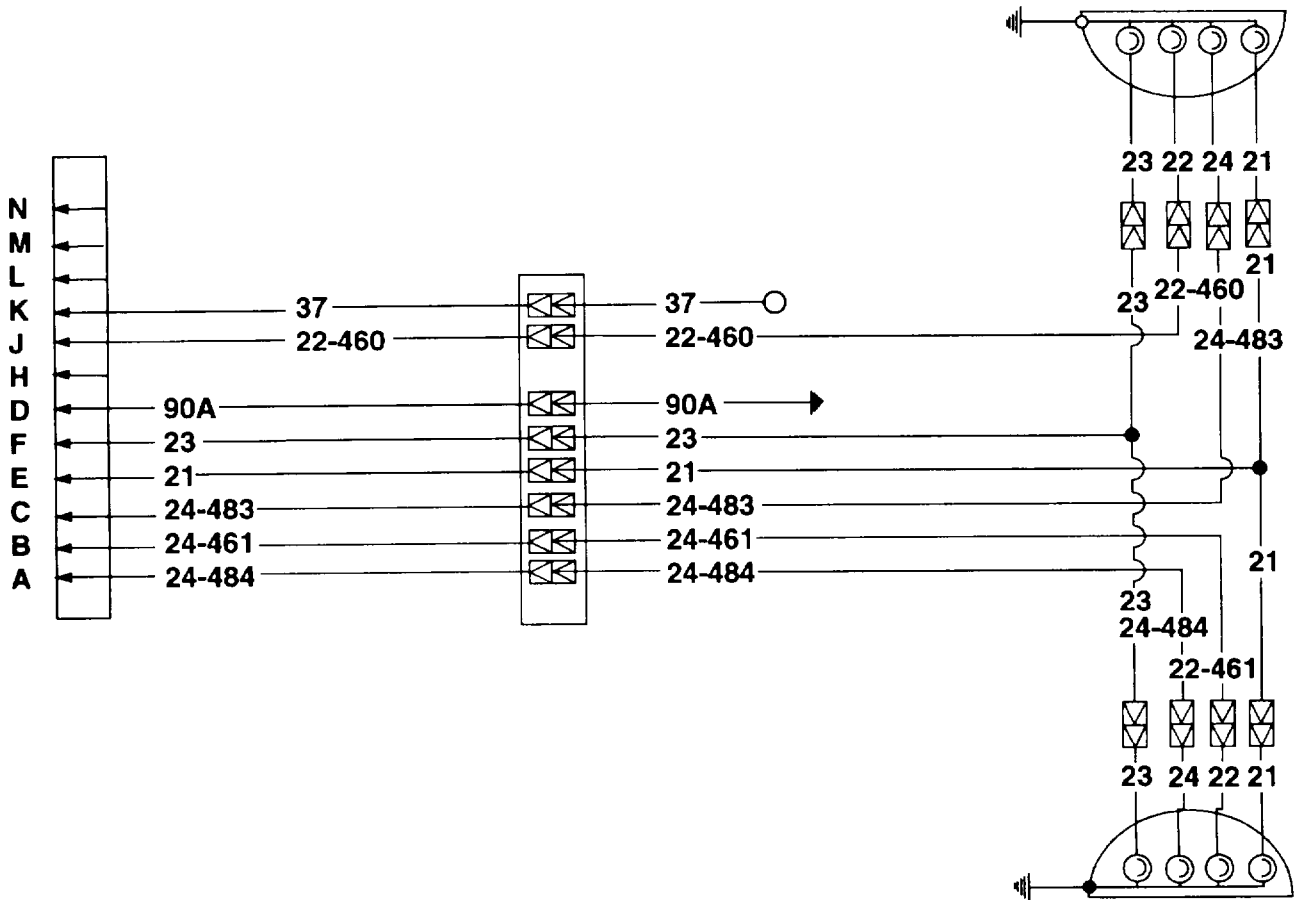 23 22 24 21
N
M
L
21
K 37 37 23 22-460
J 22-460 22-460 24-483
H
D 90A 90A
F 23 23
E 21 21
C 24-483 24-483
B 24-461 24-461
21
A 24-484 24-484
23
24-484
22-461
23 24 22 21